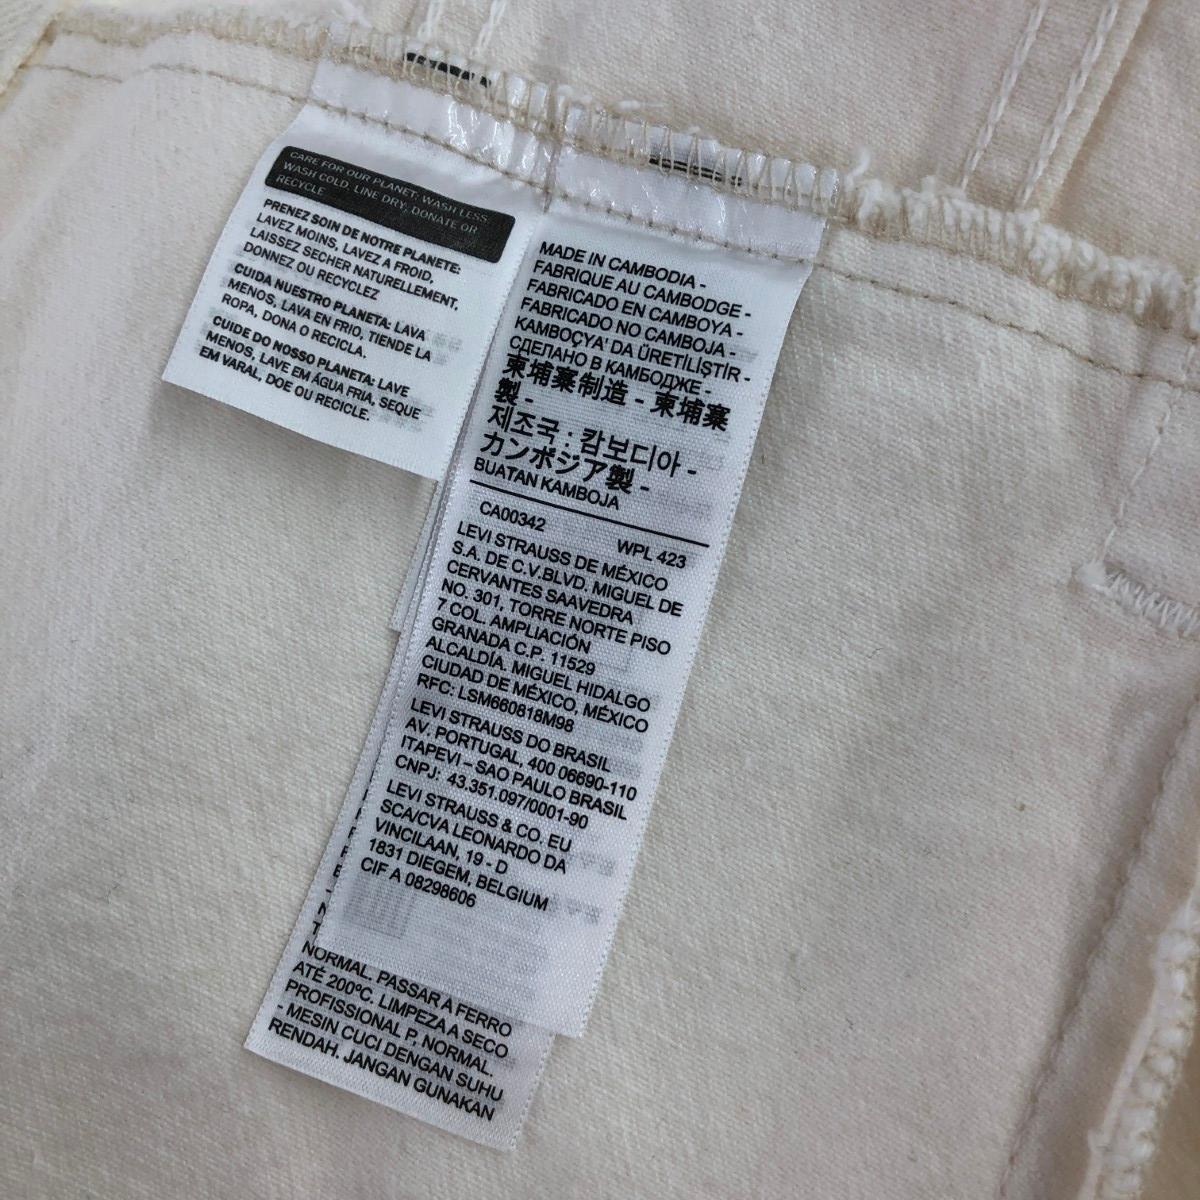 CARE FOR OUR PLANET: WASH LESS,
WASH COLD, LINE DRY, DONATE OR
RECYCLE
PRENEZ SOIN DE NOTRE PLANETE:
LAVEZ MOINS, LAVEZ A FROID,
LAISSEZ SECHER NATURELLEMENT,
DONNEZ OU RECYCLEZ
CUIDA NUESTRO PLANETA: LAVA
MENOS, LAVA EN FRIO, TIENDE LA
ROPA, DONA O RECICLA.
CUIDE DO NOSSO PLANETA: LAVE
MENOS, LAVE EM ÁGUA FRIA, SEQUE
EM VARAL, DOE OU RECICLE.
MADE IN CAMBODIA -
FABRIQUE AU CAMBODGE -
FABRICADO EN CAMBOYA -
FABRICADO NO CAMBOJA -
KAMBOÇYA' DA ÜRETİLİŞTİR -
СДЕЛАНО В КАМБОДЖЕ -
柬埔寨制造 - 柬埔寨
製 -
제조국 : 캄보디아 -
カンボジア製 -
BUATAN KAMBOJA
CA00342
WPL 423
LEVI STRAUSS DE MÉXICO
S.A. DE C.V.BLVD. MIGUEL DE
CERVANTES SAAVEDRA
NO. 301, TORRE NORTE PISO
7 COL. AMPLIACIÓN
GRANADA C.P. 11529
ALCALDÍA. MIGUEL HIDALGO
CIUDAD DE MÉXICO, MÉXICO
RFC: LSM660818M98
LEVI STRAUSS DO BRASIL
AV. PORTUGAL, 400 06690-110
ITAPEVI – SAO PAULO BRASIL
CNPJ: 43.351.097/0001-90
LEVI STRAUSS & CO. EU
SCA/CVA LEONARDO DA
VINCILAAN, 19 - D
1831 DIEGEM, BELGIUM
CIF A 08298606
NORMAL. PASSAR A FERRO
ATÉ 200ºC. LIMPEZA A SECO
PROFISSIONAL P, NORMAL.
- MESIN CUCI DENGAN SUHU
RENDAH. JANGAN GUNAKAN